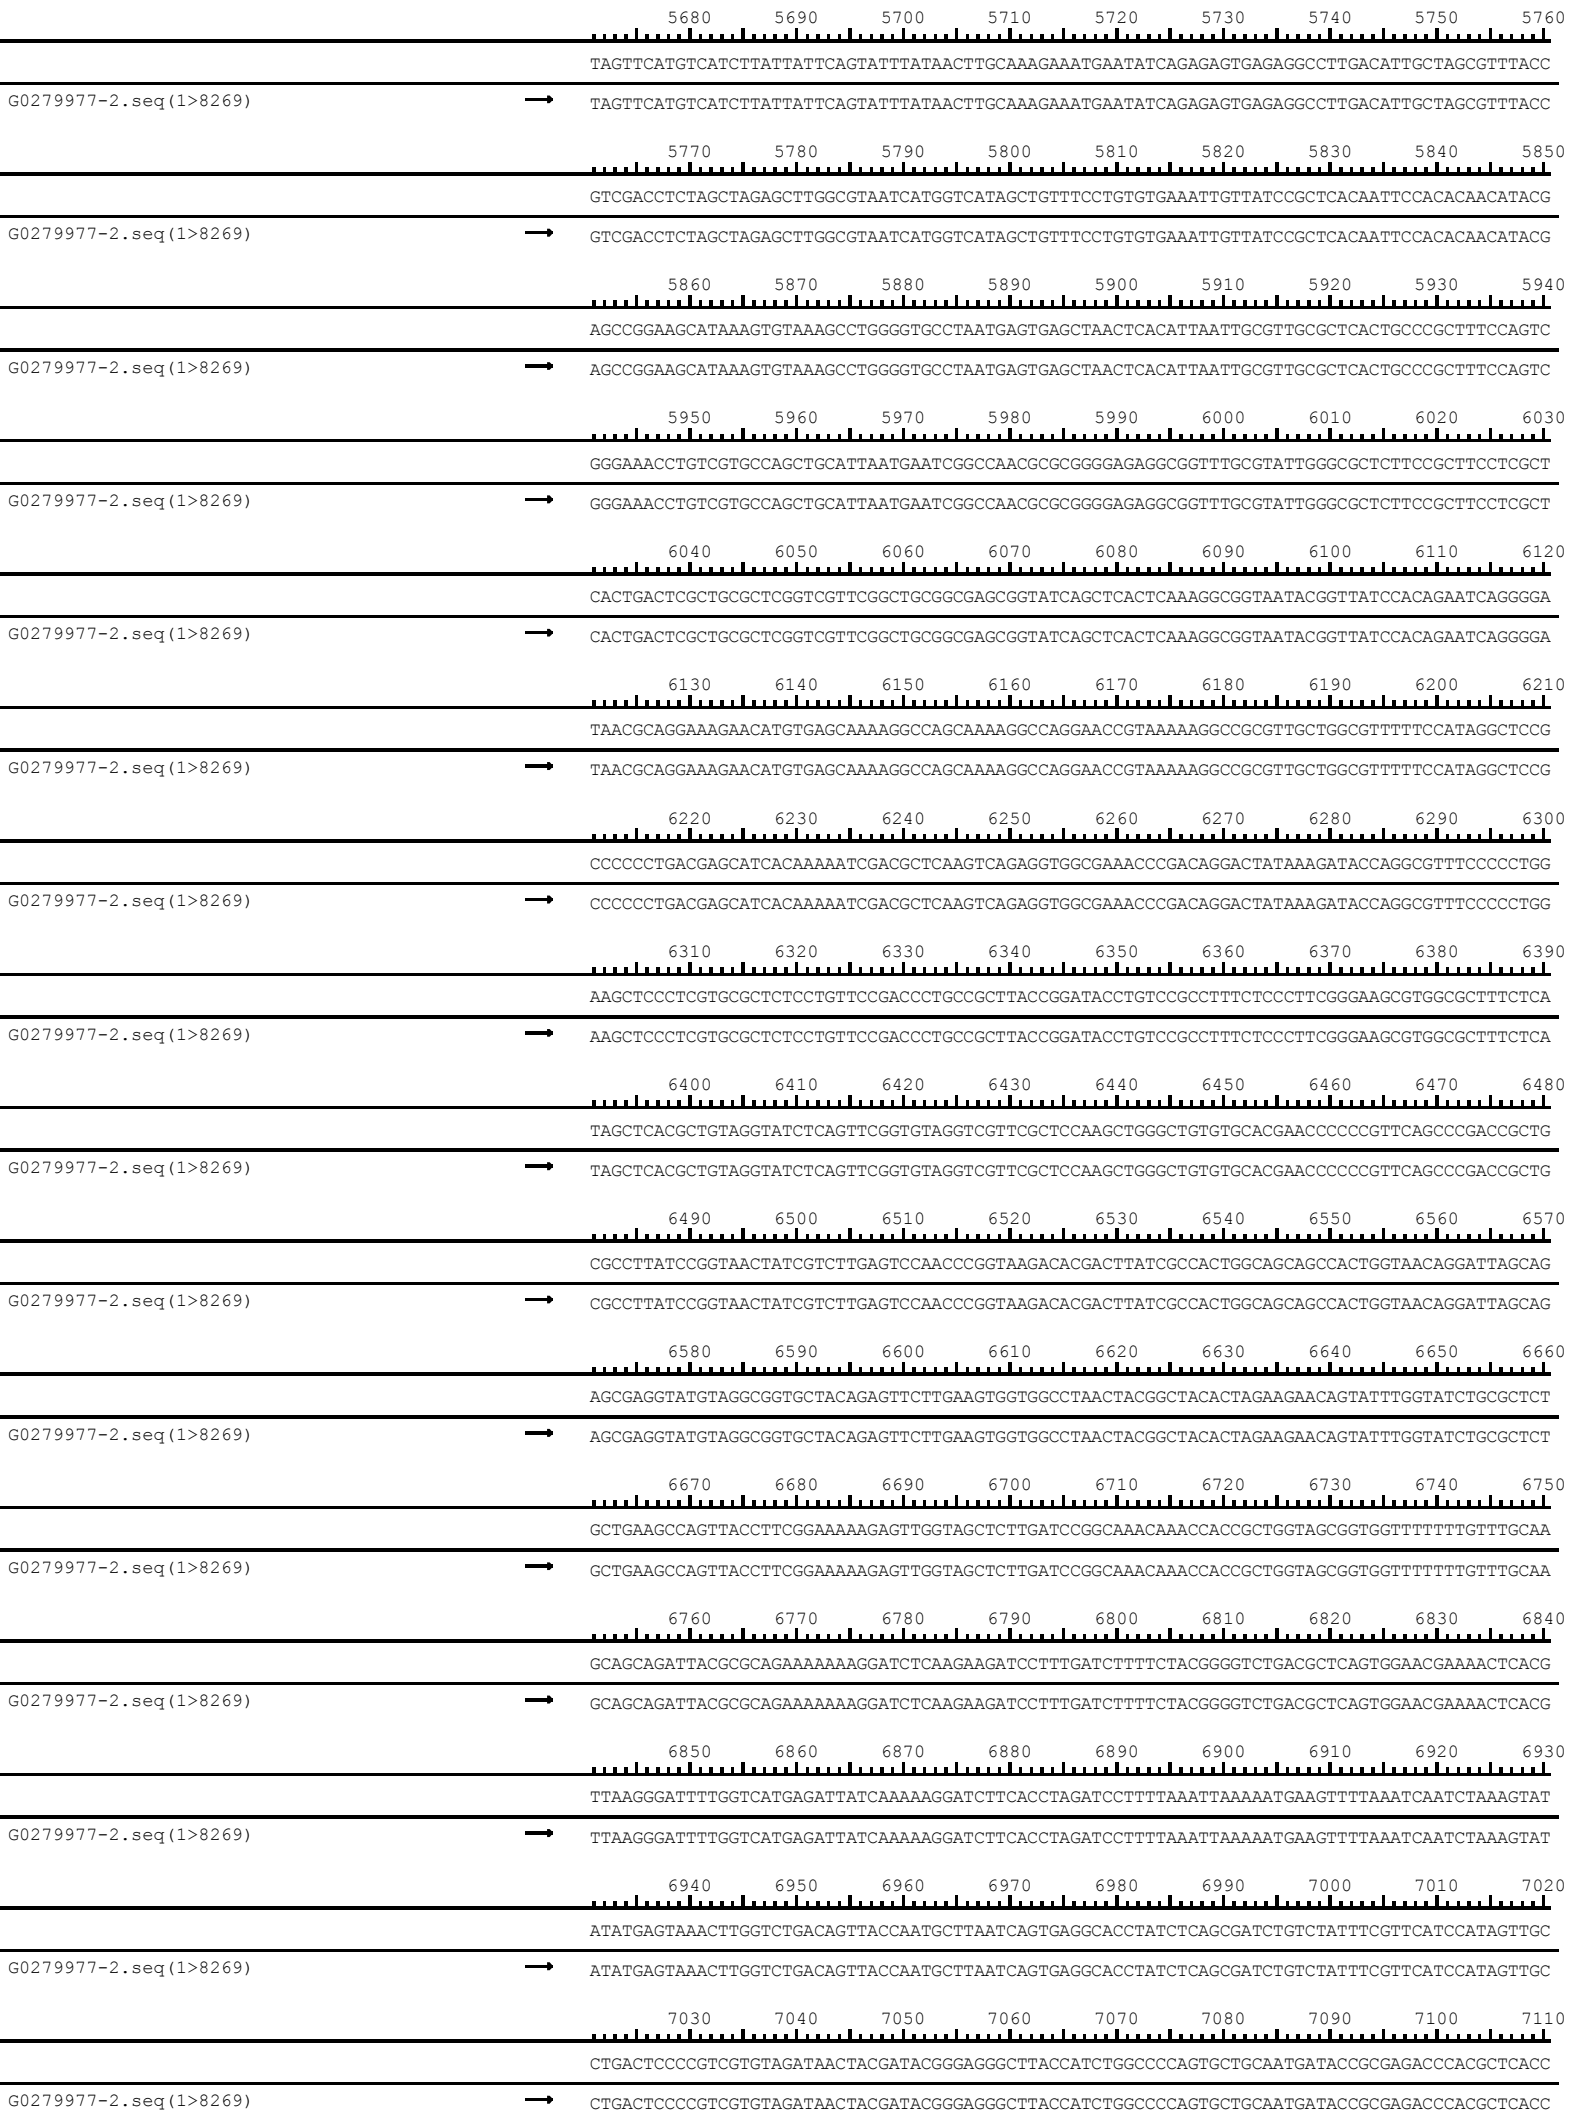 5680 5690 5700 5710 5720 5730 5740 5750 5760
TAGTTCATGTCATCTTATTATTCAGTATTTATAACTTGCAAAGAAATGAATATCAGAGAGTGAGAGGCCTTGACATTGCTAGCGTTTACC
G0279977-2.seq(1>8269) → TAGTTCATGTCATCTTATTATTCAGTATTTATAACTTGCAAAGAAATGAATATCAGAGAGTGAGAGGCCTTGACATTGCTAGCGTTTACC
5770 5780 5790 5800 5810 5820 5830 5840 5850
GTCGACCTCTAGCTAGAGCTTGGCGTAATCATGGTCATAGCTGTTTCCTGTGTGAAATTGTTATCCGCTCACAATTCCACACAACATACG
G0279977-2.seq(1>8269) → GTCGACCTCTAGCTAGAGCTTGGCGTAATCATGGTCATAGCTGTTTCCTGTGTGAAATTGTTATCCGCTCACAATTCCACACAACATACG
5860 5870 5880 5890 5900 5910 5920 5930 5940
AGCCGGAAGCATAAAGTGTAAAGCCTGGGGTGCCTAATGAGTGAGCTAACTCACATTAATTGCGTTGCGCTCACTGCCCGCTTTCCAGTC
G0279977-2.seq(1>8269) → AGCCGGAAGCATAAAGTGTAAAGCCTGGGGTGCCTAATGAGTGAGCTAACTCACATTAATTGCGTTGCGCTCACTGCCCGCTTTCCAGTC
5950 5960 5970 5980 5990 6000 6010 6020 6030
GGGAAACCTGTCGTGCCAGCTGCATTAATGAATCGGCCAACGCGCGGGGAGAGGCGGTTTGCGTATTGGGCGCTCTTCCGCTTCCTCGCT
G0279977-2.seq(1>8269) → GGGAAACCTGTCGTGCCAGCTGCATTAATGAATCGGCCAACGCGCGGGGAGAGGCGGTTTGCGTATTGGGCGCTCTTCCGCTTCCTCGCT
6040 6050 6060 6070 6080 6090 6100 6110 6120
CACTGACTCGCTGCGCTCGGTCGTTCGGCTGCGGCGAGCGGTATCAGCTCACTCAAAGGCGGTAATACGGTTATCCACAGAATCAGGGGA
G0279977-2.seq(1>8269) → CACTGACTCGCTGCGCTCGGTCGTTCGGCTGCGGCGAGCGGTATCAGCTCACTCAAAGGCGGTAATACGGTTATCCACAGAATCAGGGGA
6130 6140 6150 6160 6170 6180 6190 6200 6210
TAACGCAGGAAAGAACATGTGAGCAAAAGGCCAGCAAAAGGCCAGGAACCGTAAAAAGGCCGCGTTGCTGGCGTTTTTCCATAGGCTCCG
G0279977-2.seq(1>8269) → TAACGCAGGAAAGAACATGTGAGCAAAAGGCCAGCAAAAGGCCAGGAACCGTAAAAAGGCCGCGTTGCTGGCGTTTTTCCATAGGCTCCG
6220 6230 6240 6250 6260 6270 6280 6290 6300
CCCCCCTGACGAGCATCACAAAAATCGACGCTCAAGTCAGAGGTGGCGAAACCCGACAGGACTATAAAGATACCAGGCGTTTCCCCCTGG
G0279977-2.seq(1>8269) → CCCCCCTGACGAGCATCACAAAAATCGACGCTCAAGTCAGAGGTGGCGAAACCCGACAGGACTATAAAGATACCAGGCGTTTCCCCCTGG
6310 6320 6330 6340 6350 6360 6370 6380 6390
AAGCTCCCTCGTGCGCTCTCCTGTTCCGACCCTGCCGCTTACCGGATACCTGTCCGCCTTTCTCCCTTCGGGAAGCGTGGCGCTTTCTCA
G0279977-2.seq(1>8269) → AAGCTCCCTCGTGCGCTCTCCTGTTCCGACCCTGCCGCTTACCGGATACCTGTCCGCCTTTCTCCCTTCGGGAAGCGTGGCGCTTTCTCA
6400 6410 6420 6430 6440 6450 6460 6470 6480
TAGCTCACGCTGTAGGTATCTCAGTTCGGTGTAGGTCGTTCGCTCCAAGCTGGGCTGTGTGCACGAACCCCCCGTTCAGCCCGACCGCTG
G0279977-2.seq(1>8269) → TAGCTCACGCTGTAGGTATCTCAGTTCGGTGTAGGTCGTTCGCTCCAAGCTGGGCTGTGTGCACGAACCCCCCGTTCAGCCCGACCGCTG
6490 6500 6510 6520 6530 6540 6550 6560 6570
CGCCTTATCCGGTAACTATCGTCTTGAGTCCAACCCGGTAAGACACGACTTATCGCCACTGGCAGCAGCCACTGGTAACAGGATTAGCAG
G0279977-2.seq(1>8269) → CGCCTTATCCGGTAACTATCGTCTTGAGTCCAACCCGGTAAGACACGACTTATCGCCACTGGCAGCAGCCACTGGTAACAGGATTAGCAG
6580 6590 6600 6610 6620 6630 6640 6650 6660
AGCGAGGTATGTAGGCGGTGCTACAGAGTTCTTGAAGTGGTGGCCTAACTACGGCTACACTAGAAGAACAGTATTTGGTATCTGCGCTCT
G0279977-2.seq(1>8269) → AGCGAGGTATGTAGGCGGTGCTACAGAGTTCTTGAAGTGGTGGCCTAACTACGGCTACACTAGAAGAACAGTATTTGGTATCTGCGCTCT
6670 6680 6690 6700 6710 6720 6730 6740 6750
GCTGAAGCCAGTTACCTTCGGAAAAAGAGTTGGTAGCTCTTGATCCGGCAAACAAACCACCGCTGGTAGCGGTGGTTTTTTTGTTTGCAA
G0279977-2.seq(1>8269) → GCTGAAGCCAGTTACCTTCGGAAAAAGAGTTGGTAGCTCTTGATCCGGCAAACAAACCACCGCTGGTAGCGGTGGTTTTTTTGTTTGCAA
6760 6770 6780 6790 6800 6810 6820 6830 6840
GCAGCAGATTACGCGCAGAAAAAAAGGATCTCAAGAAGATCCTTTGATCTTTTCTACGGGGTCTGACGCTCAGTGGAACGAAAACTCACG
G0279977-2.seq(1>8269) → GCAGCAGATTACGCGCAGAAAAAAAGGATCTCAAGAAGATCCTTTGATCTTTTCTACGGGGTCTGACGCTCAGTGGAACGAAAACTCACG
6850 6860 6870 6880 6890 6900 6910 6920 6930
TTAAGGGATTTTGGTCATGAGATTATCAAAAAGGATCTTCACCTAGATCCTTTTAAATTAAAAATGAAGTTTTAAATCAATCTAAAGTAT
G0279977-2.seq(1>8269) → TTAAGGGATTTTGGTCATGAGATTATCAAAAAGGATCTTCACCTAGATCCTTTTAAATTAAAAATGAAGTTTTAAATCAATCTAAAGTAT
6940 6950 6960 6970 6980 6990 7000 7010 7020
ATATGAGTAAACTTGGTCTGACAGTTACCAATGCTTAATCAGTGAGGCACCTATCTCAGCGATCTGTCTATTTCGTTCATCCATAGTTGC
G0279977-2.seq(1>8269) → ATATGAGTAAACTTGGTCTGACAGTTACCAATGCTTAATCAGTGAGGCACCTATCTCAGCGATCTGTCTATTTCGTTCATCCATAGTTGC
7030 7040 7050 7060 7070 7080 7090 7100 7110
CTGACTCCCCGTCGTGTAGATAACTACGATACGGGAGGGCTTACCATCTGGCCCCAGTGCTGCAATGATACCGCGAGACCCACGCTCACC
G0279977-2.seq(1>8269) → CTGACTCCCCGTCGTGTAGATAACTACGATACGGGAGGGCTTACCATCTGGCCCCAGTGCTGCAATGATACCGCGAGACCCACGCTCACC